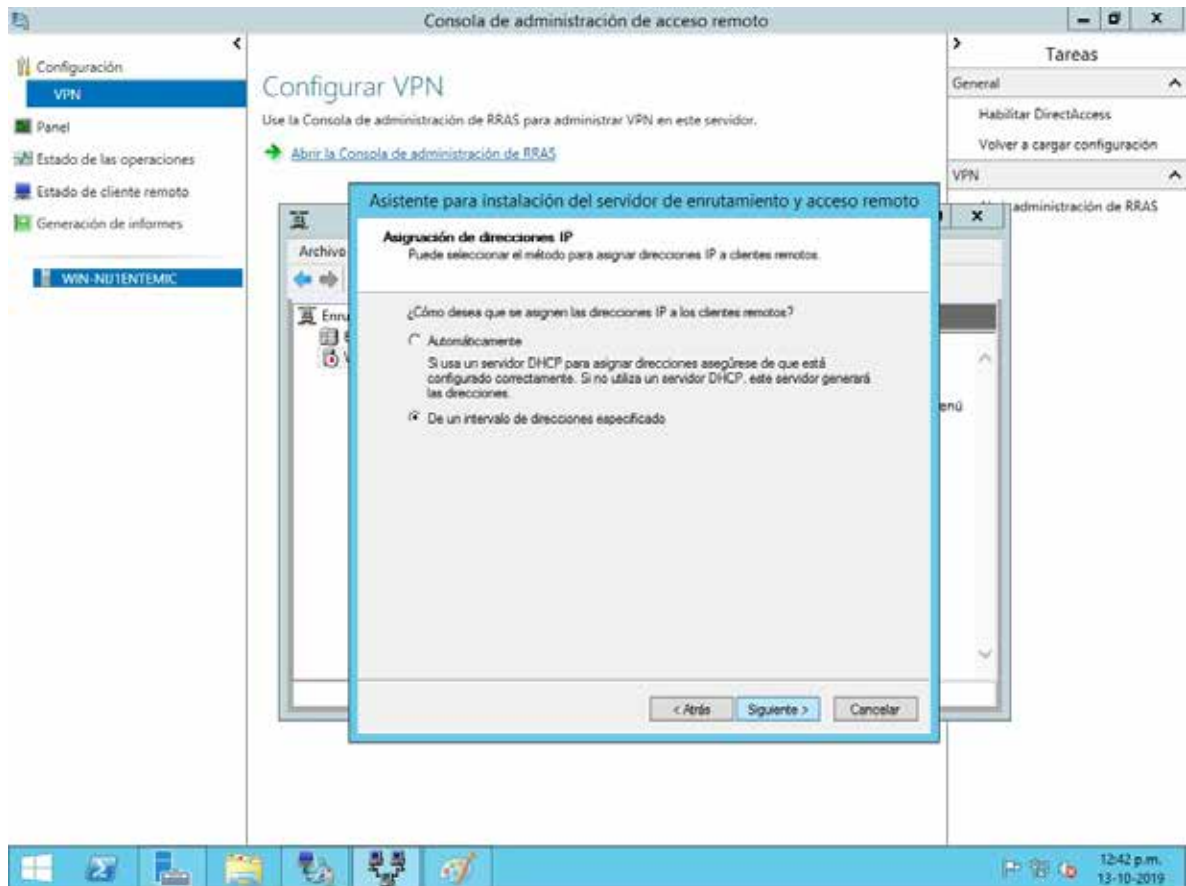 Consola de administración de acceso remoto
Configuración
VPN
Panel
Estado de las operaciones
Estado de cliente remoto
Generación de informes
WIN-NU1ENTEMIC
Configurar VPN
Use la Consola de administración de RRAS para administrar VPN en este servidor.
Abrir la Consola de administración de RRAS
Tareas
General
Habilitar DirectAccess
Volver a cargar configuración
VPN
administración de RRAS
Archivo
Enru
enú
Asistente para instalación del servidor de enrutamiento y acceso remoto
Asignación de direcciones IP
Puede seleccionar el método para asignar direcciones IP a clientes remotos.
¿Cómo desea que se asignen las direcciones IP a los clientes remotos?
Automáticamente
Si usa un servidor DHCP para asignar direcciones asegúrese de que está
configurado correctamente. Si no utiliza un servidor DHCP, este servidor generará
las direcciones.
De un intervalo de direcciones especificado
< Atrás
Siguiente >
Cancelar
12:42 p.m.
13-10-2019